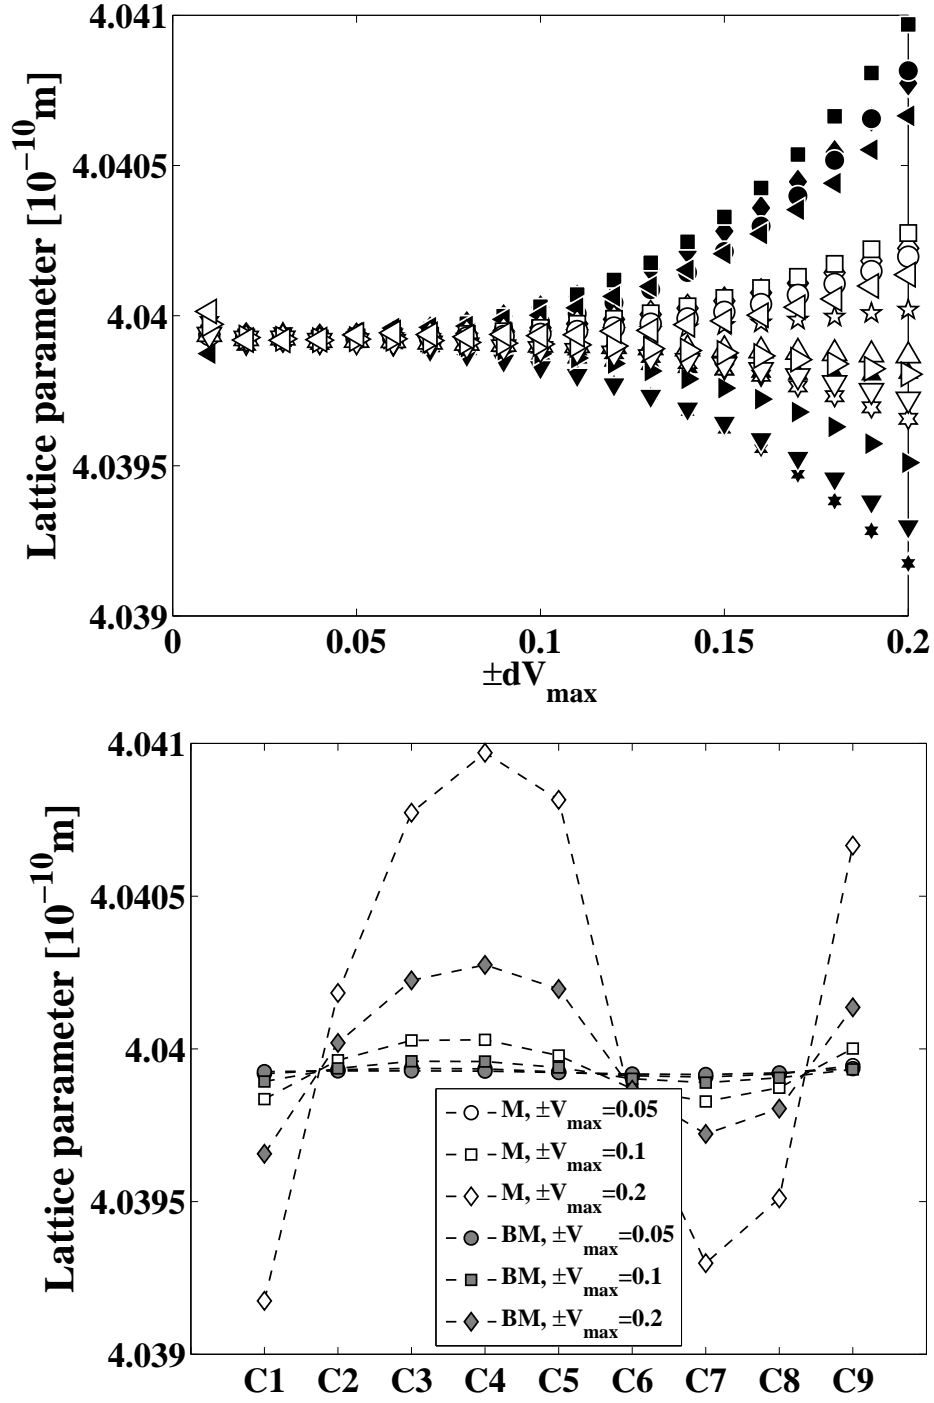 4.041
4.0405
4.04
4.0395
4.039
Lattice parameter [10−10m]
0 0.05 0.1 0.15 0.2
±dVmax
4.041
4.0405
4.04
4.0395
4.039
Lattice parameter [10−10m]
M, ±Vmax=0.05
M, ±Vmax=0.1
M, ±Vmax=0.2
BM, ±Vmax=0.05
BM, ±Vmax=0.1
BM, ±Vmax=0.2
C1 C2 C3 C4 C5 C6 C7 C8 C9